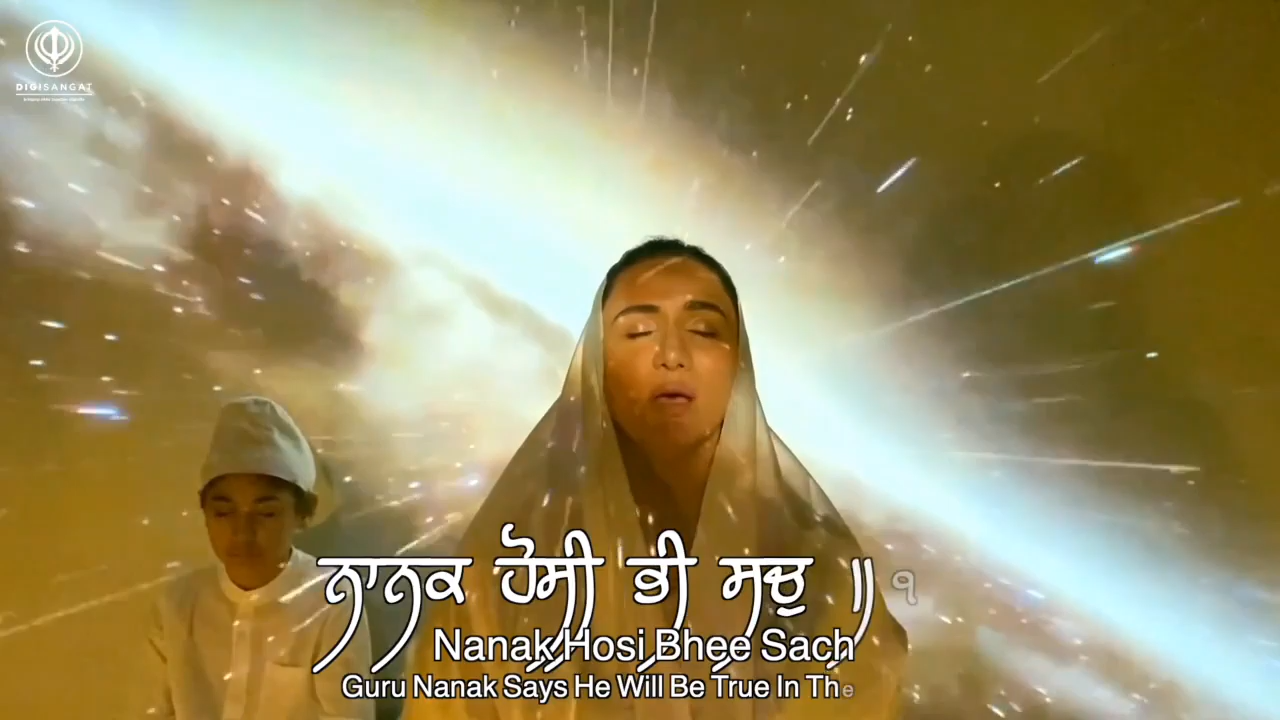 DIGISANGAT
ਨਾਨਕ ਹੋਸੀ ਭੀ ਸਚੁ ॥੧
Nanak Hosi Bhee Sach
Guru Nanak Says He Will Be True In The